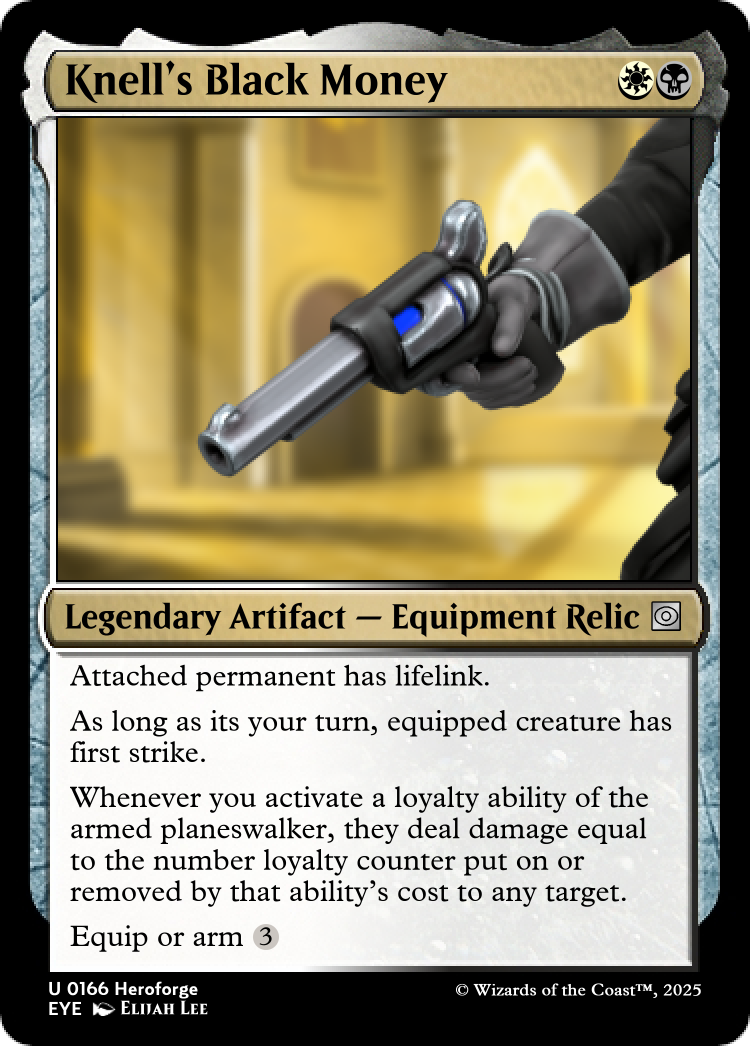 Knell's Black Money
Legendary Artifact — Equipment Relic
Attached permanent has lifelink.
As long as its your turn, equipped creature has
first strike.
Whenever you activate a loyalty ability of the
armed planeswalker, they deal damage equal
to the number loyalty counter put on or
removed by that ability’s cost to any target.
Equip or arm 3
U 0166 Heroforge
EYE Elijah Lee
© Wizards of the Coast™, 2025